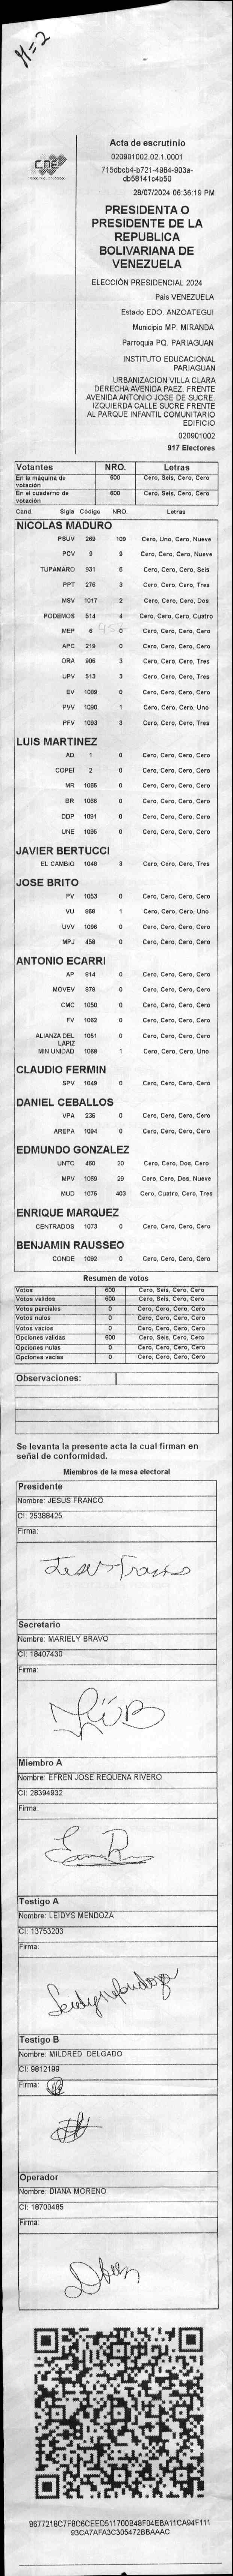 M=2
CNE
Acta de escrutinio
020901002.02.1.0001
715dbcb4-b721-4984-903a-
db58141c4b50
28/07/2024 06:36:19 PM
PRESIDENTA O
PRESIDENTE DE LA
REPUBLICA
BOLIVARIANA DE
VENEZUELA
ELECCIÓN PRESIDENCIAL 2024
País VENEZUELA
Estado EDO. ANZOATEGUI
Municipio MP. MIRANDA
Parroquia PQ. PARIAGUAN
INSTITUTO EDUCACIONAL
PARIAGUAN
URBANIZACION VILLA CLARA
DERECHA AVENIDA PAEZ. FRENTE
AVENIDA ANTONIO JOSE DE SUCRE.
IZQUIERDA CALLE SUCRE FRENTE
AL PARQUE INFANTIL COMUNITARIO
EDIFICIO
020901002
917 Electores
Votantes NRO. Letras
En la máquina de votación 600 Cero, Seis, Cero, Cero
En el cuaderno de votación 600 Cero, Seis, Cero, Cero
Cand. Sigla Código NRO. Letras
NICOLAS MADURO
PSUV 269 109 Cero, Uno, Cero, Nueve
PCV 9 9 Cero, Cero, Cero, Nueve
TUPAMARO 931 6 Cero, Cero, Cero, Seis
PPT 276 3 Cero, Cero, Cero, Tres
MSV 1017 2 Cero, Cero, Cero, Dos
PODEMOS 514 4 Cero, Cero, Cero, Cuatro
MEP 6 0 Cero, Cero, Cero, Cero
APC 219 0 Cero, Cero, Cero, Cero
ORA 906 3 Cero, Cero, Cero, Tres
UPV 513 3 Cero, Cero, Cero, Tres
EV 1089 0 Cero, Cero, Cero, Cero
PVV 1090 1 Cero, Cero, Cero, Uno
PFV 1093 3 Cero, Cero, Cero, Tres
LUIS MARTINEZ
AD 1 0 Cero, Cero, Cero, Cero
COPEI 2 0 Cero, Cero, Cero, Cero
MR 1065 0 Cero, Cero, Cero, Cero
BR 1066 0 Cero, Cero, Cero, Cero
DDP 1091 0 Cero, Cero, Cero, Cero
UNE 1095 0 Cero, Cero, Cero, Cero
JAVIER BERTUCCI
EL CAMBIO 1048 3 Cero, Cero, Cero, Tres
JOSE BRITO
PV 1053 0 Cero, Cero, Cero, Cero
VU 868 1 Cero, Cero, Cero, Uno
UVV 1096 0 Cero, Cero, Cero, Cero
MPJ 458 0 Cero, Cero, Cero, Cero
ANTONIO ECARRI
AP 814 0 Cero, Cero, Cero, Cero
MOVEV 979 0 Cero, Cero, Cero, Cero
CMC 1050 0 Cero, Cero, Cero, Cero
FV 1062 0 Cero, Cero, Cero, Cero
ALIANZA DEL LAPIZ 1051 0 Cero, Cero, Cero, Cero
MIN UNIDAD 1068 1 Cero, Cero, Cero, Uno
CLAUDIO FERMIN
SPV 1049 0 Cero, Cero, Cero, Cero
DANIEL CEBALLOS
VPA 236 0 Cero, Cero, Cero, Cero
AREPA 1094 0 Cero, Cero, Cero, Cero
EDMUNDO GONZALEZ
UNTC 460 20 Cero, Cero, Dos, Cero
MPV 1069 29 Cero, Cero, Dos, Nueve
MUD 1076 403 Cero, Cuatro, Cero, Tres
ENRIQUE MARQUEZ
CENTRADOS 1073 0 Cero, Cero, Cero, Cero
BENJAMIN RAUSSEO
CONDE 1092 0 Cero, Cero, Cero, Cero
Resumen de votos
Votos 600 Cero, Seis, Cero, Cero
Votos validos 600 Cero, Seis, Cero, Cero
Votos parciales 0 Cero, Cero, Cero, Cero
Votos nulos 0 Cero, Cero, Cero, Cero
Votos vacios 0 Cero, Cero, Cero, Cero
Opciones validas 600 Cero, Seis, Cero, Cero
Opciones nulas 0 Cero, Cero, Cero, Cero
Opciones vacias 0 Cero, Cero, Cero, Cero
Observaciones:
Se levanta la presente acta la cual firman en
señal de conformidad.
Miembros de la mesa electoral
Presidente
Nombre: JESUS FRANCO
CI: 25388425
Firma:
Jesus Franco
Secretario
Nombre: MARIELY BRAVO
CI: 18407430
Firma:
Miembro A
Nombre: EFREN JOSE REQUENA RIVERO
CI: 28394932
Firma:
Testigo A
Nombre: LEIDYS MENDOZA
CI: 13753203
Firma:
Leidys Mendoza
Testigo B
Nombre: MILDRED DELGADO
CI: 9812199
Firma:
Operador
Nombre: DIANA MORENO
CI: 18700485
Firma:
B677218C7FBC6CEED511700B48F04EBA11CA94F111
93CA7AFA3C305472BBAAAC